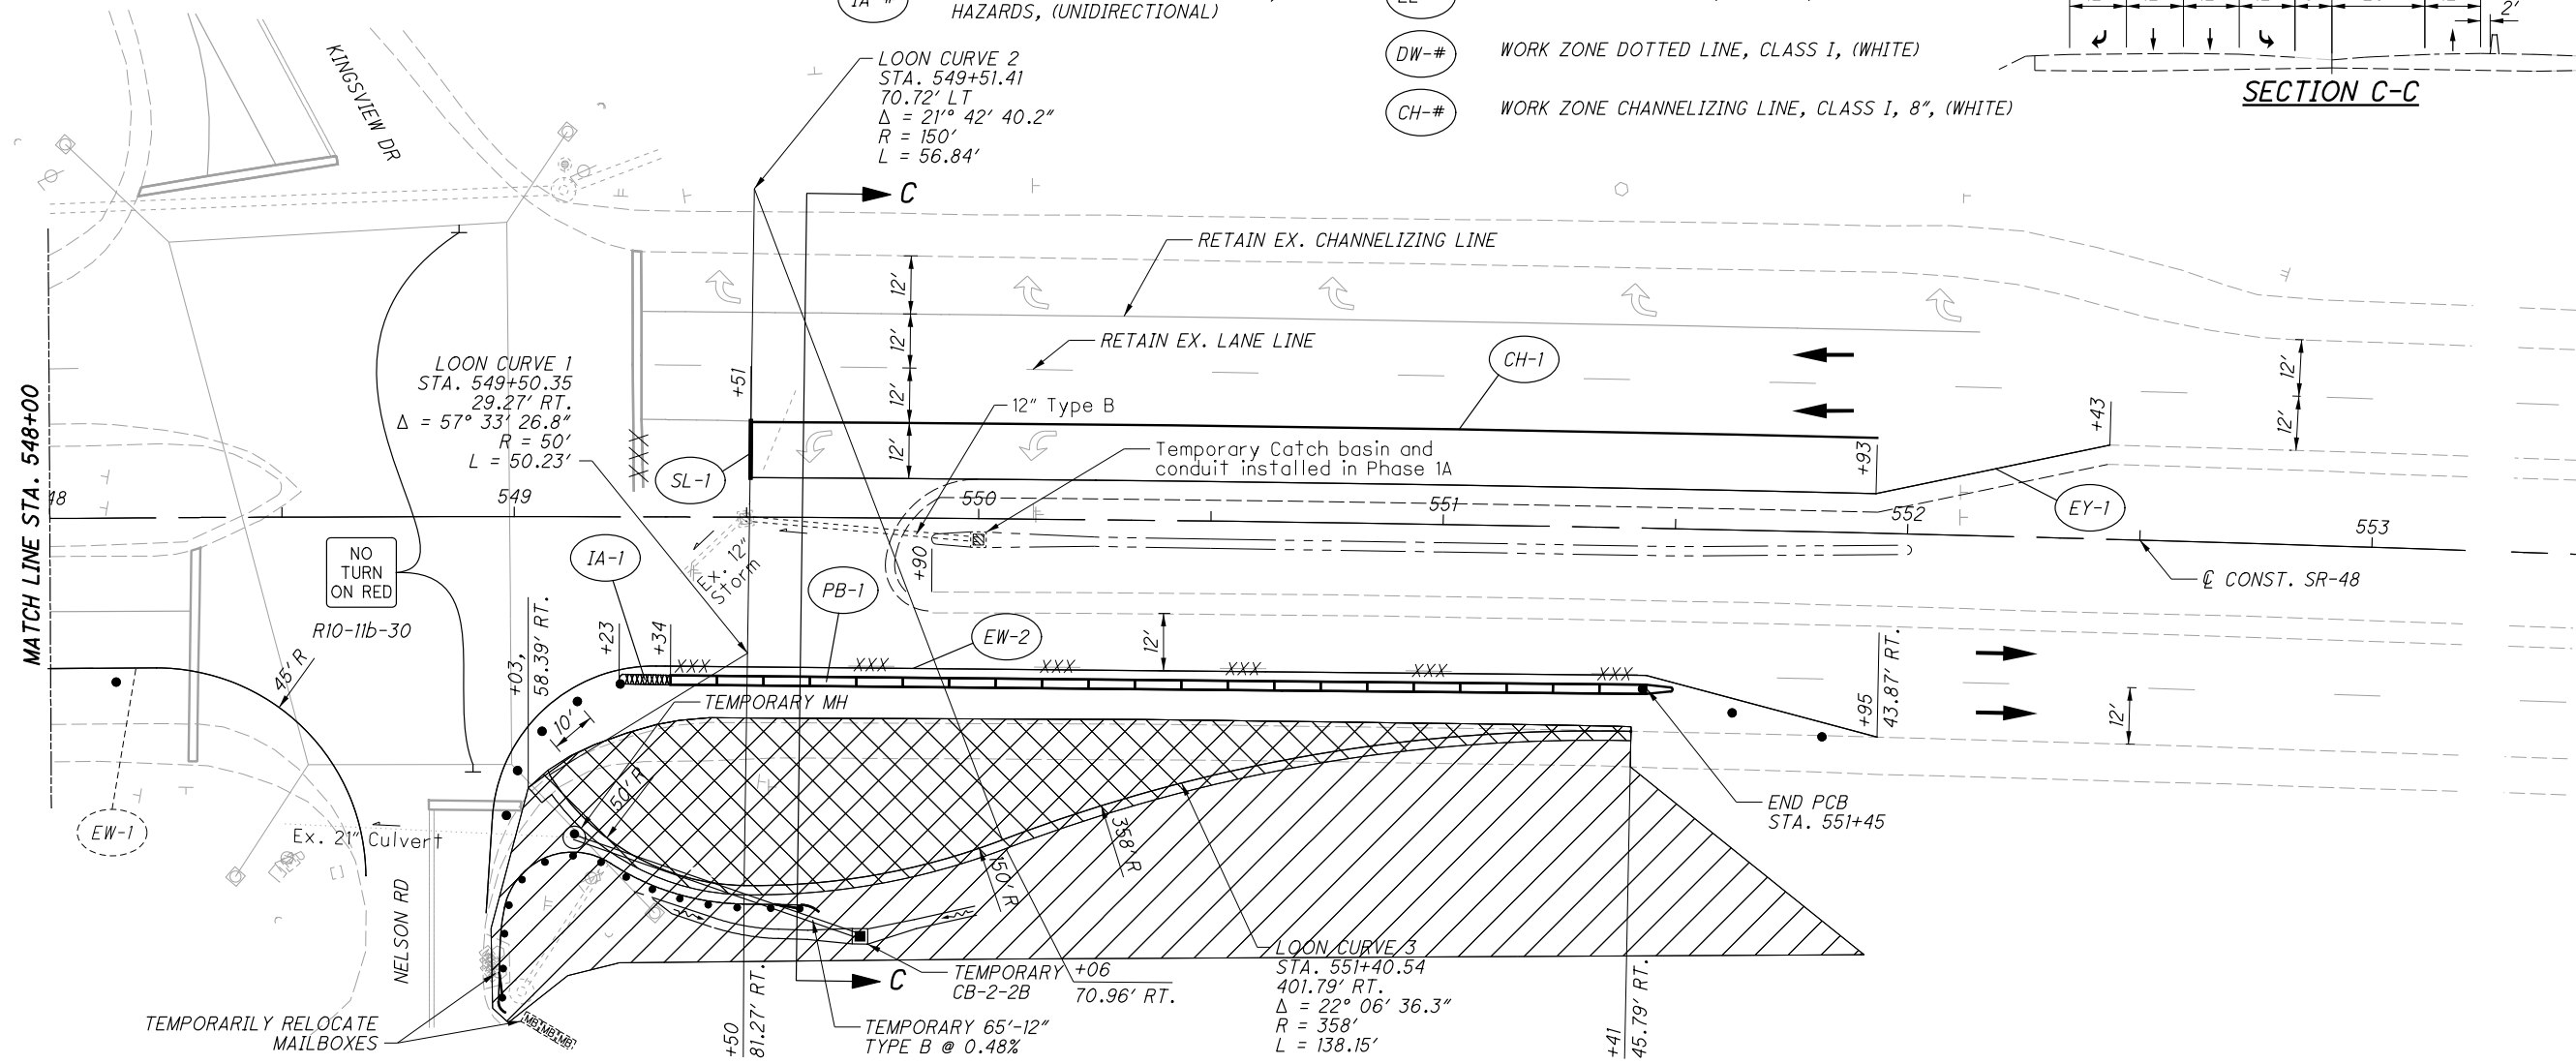 HAZARDS, (UNIDIRECTIONAL)
DW-#
WORK ZONE DOTTED LINE, CLASS I, (WHITE)
CH-#
WORK ZONE CHANNELIZING LINE, CLASS I, 8", (WHITE)
2'
SECTION C-C
KINGSVIEW DR
LOON CURVE 2
STA. 549+51.41
70.72' LT
Δ = 21'° 42' 40.2"
R = 150'
L = 56.84'
C
RETAIN EX. CHANNELIZING LINE
12'
12'
12'
12'
RETAIN EX. LANE LINE
CH-1
12'
12'
LOON CURVE 1
STA. 549+50.35
29.27' RT.
Δ = 57° 33' 26.8"
R = 50'
L = 50.23'
+51
12" Type B
Temporary Catch basin and
conduit installed in Phase 1A
+43
+93
XXX
SL-1
EY-1
MATCH LINE STA. 548+00
48
549
550
551
552
553
NO
TURN
ON RED
R10-11b-30
IA-1
Ex. 12"
Storm
+90
PB-1
EW-2
12'
₵ CONST. SR-48
+03,
58.39' RT.
+23
+34
XXX
XXX
XXX
XXX
XXX
XXX
45' R
10'
TEMPORARY MH
+95
43.87' RT.
12'
END PCB
STA. 551+45
EW-1
Ex. 21" Culvert
NELSON RD
50' R
150' R
358' R
TEMPORARILY RELOCATE
MAILBOXES
MB MB MB
C
TEMPORARY
CB-2-2B
+06
70.96' RT.
TEMPORARY 65'-12"
TYPE B @ 0.48%
+50
81.27' RT.
LOON CURVE 3
STA. 551+40.54
401.79' RT.
Δ = 22° 06' 36.3"
R = 358'
L = 138.15'
+41
45.79' RT.